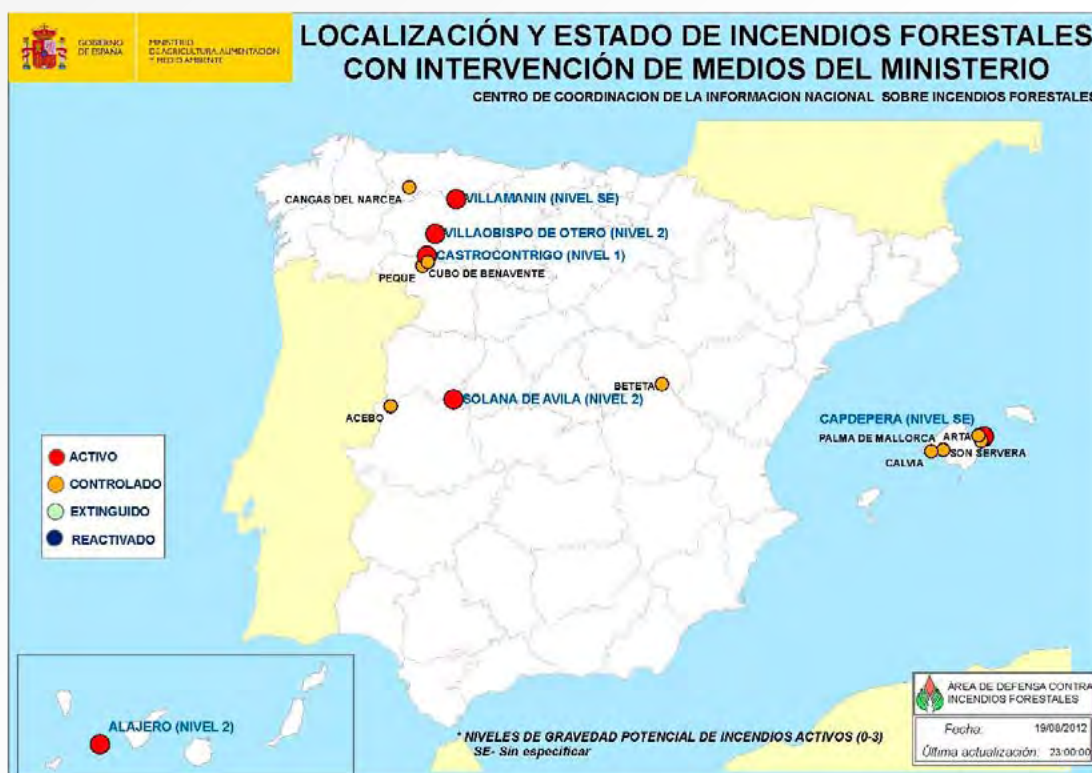 GOBIERNO
DE ESPAÑA
MINISTERIO
DE AGRICULTURA, ALIMENTACIÓN
Y MEDIO AMBIENTE
LOCALIZACIÓN Y ESTADO DE INCENDIOS FORESTALES
CON INTERVENCIÓN DE MEDIOS DEL MINISTERIO
CENTRO DE COORDINACION DE LA INFORMACION NACIONAL SOBRE INCENDIOS FORESTALES
CANGAS DEL NARCEA
VILLAMANIN (NIVEL SE)
VILLAOBISPO DE OTERO (NIVEL 2)
CASTROCONTRIGO (NIVEL 1)
CUBO DE BENAVENTE
PEQUE
BETETA
SOLANA DE AVILA (NIVEL 2)
ACEBO
CAPDEPERA (NIVEL SE)
PALMA DE MALLORCA
ARTA
SON SERVERA
CALVIA
ACTIVO
CONTROLADO
EXTINGUIDO
REACTIVADO
ALAJERO (NIVEL 2)
* NIVELES DE GRAVEDAD POTENCIAL DE INCENDIOS ACTIVOS (0-3)
SE- Sin especificar
ÁREA DE DEFENSA CONTRA
INCENDIOS FORESTALES
Fecha: 19/08/2012
Última actualización: 23:00:00